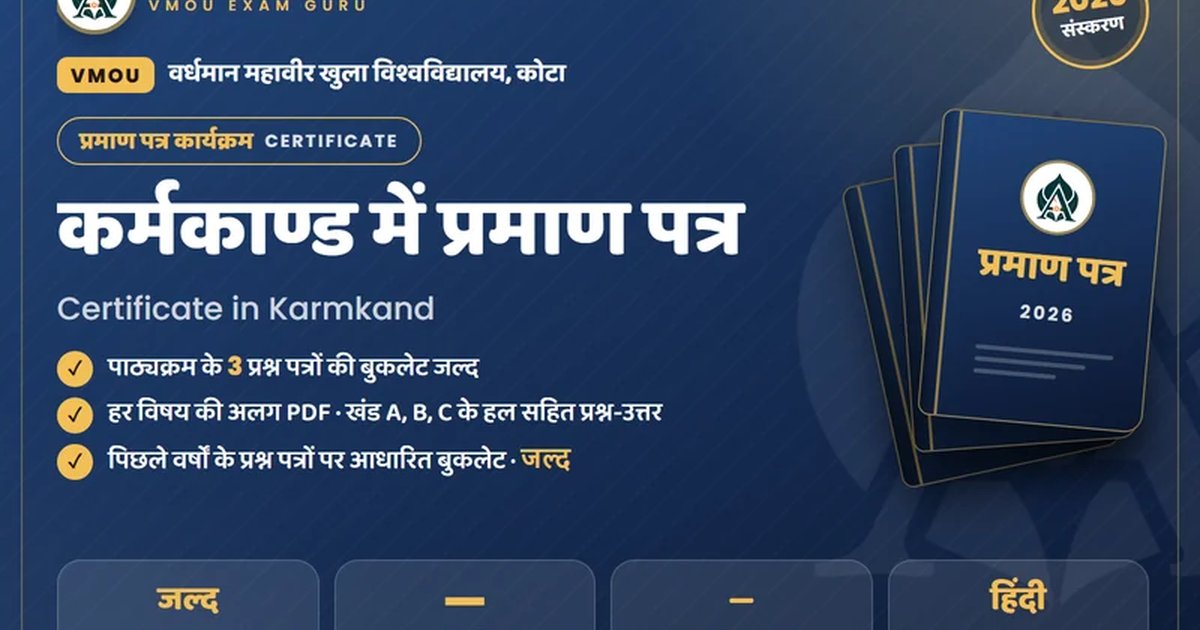 VMOU EXAM GURU
संस्करण
VMOU वर्धमान महावीर खुला विश्वविद्यालय, कोटा
प्रमाण पत्र कार्यक्रम CERTIFICATE
कर्मकाण्ड में प्रमाण पत्र
Certificate in Karmkand
✓ पाठ्यक्रम के 3 प्रश्न पत्रों की बुकलेट जल्द
✓ हर विषय की अलग PDF · खंड A, B, C के हल सहित प्रश्न-उत्तर
✓ पिछले वर्षों के प्रश्न पत्रों पर आधारित बुकलेट · जल्द
प्रमाण पत्र
2026
जल्द
—
–
हिंदी